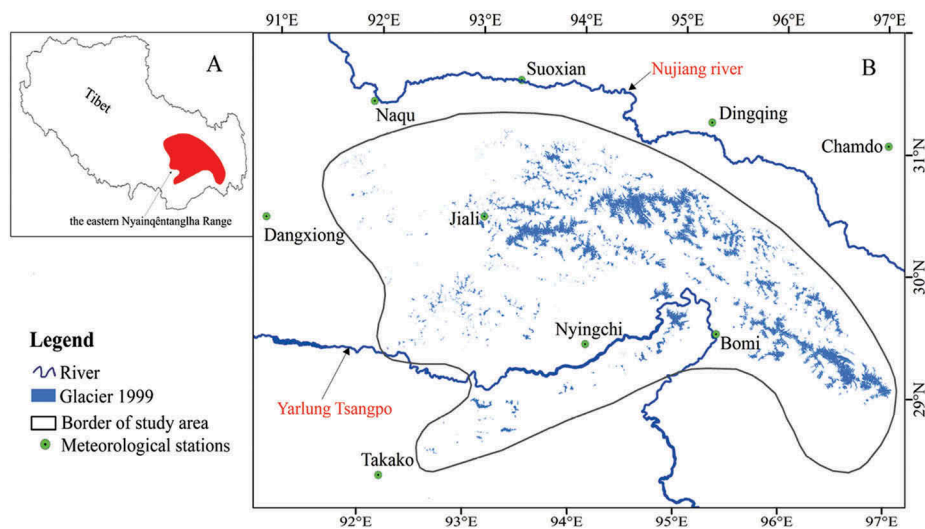 91°E 92°E 93°E 94°E 95°E 96°E 97°E
A
Tibet
the eastern Nyainqêntanglha Range
B
Suoxian
Nujiang river
Naqu
Dingqing
Chamdo
31°N
Jiali
Dangxiong
30°N
Nyingchi
Bomi
29°N
Yarlung Tsangpo
Takako
Legend
River
Glacier 1999
Border of study area
Meteorological stations
92°E 93°E 94°E 95°E 96°E